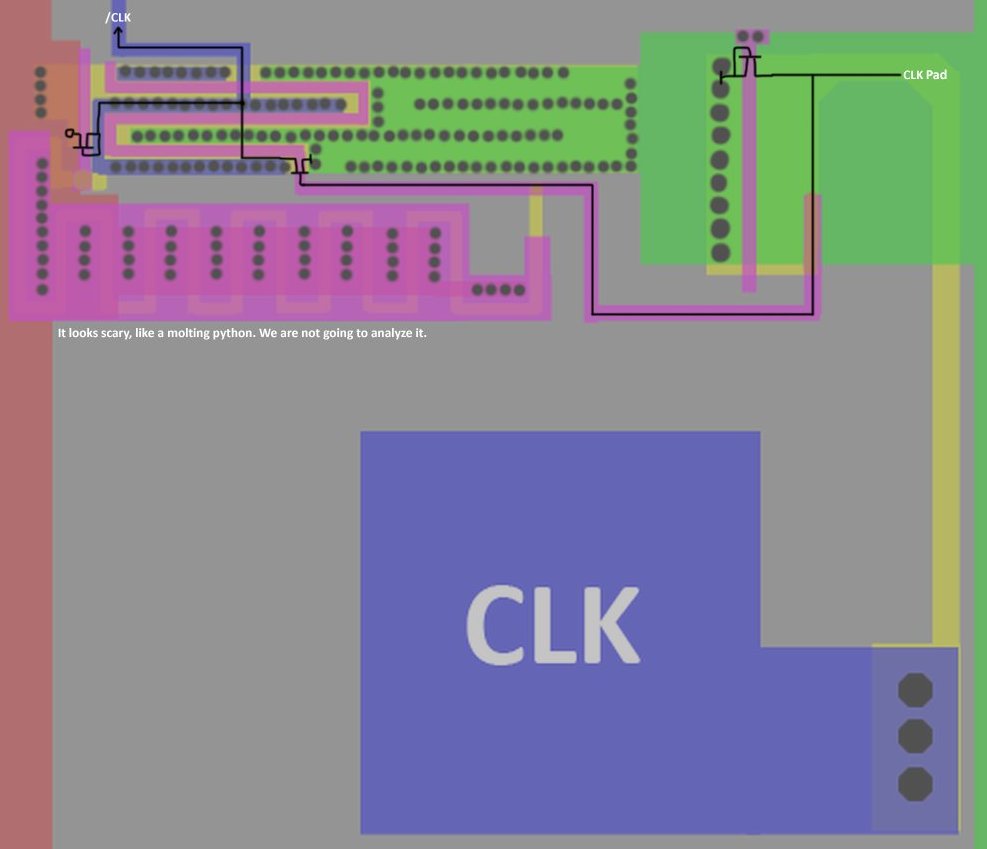 /CLK
CLK Pad
It looks scary, like a molting python. We are not going to analyze it.
CLK